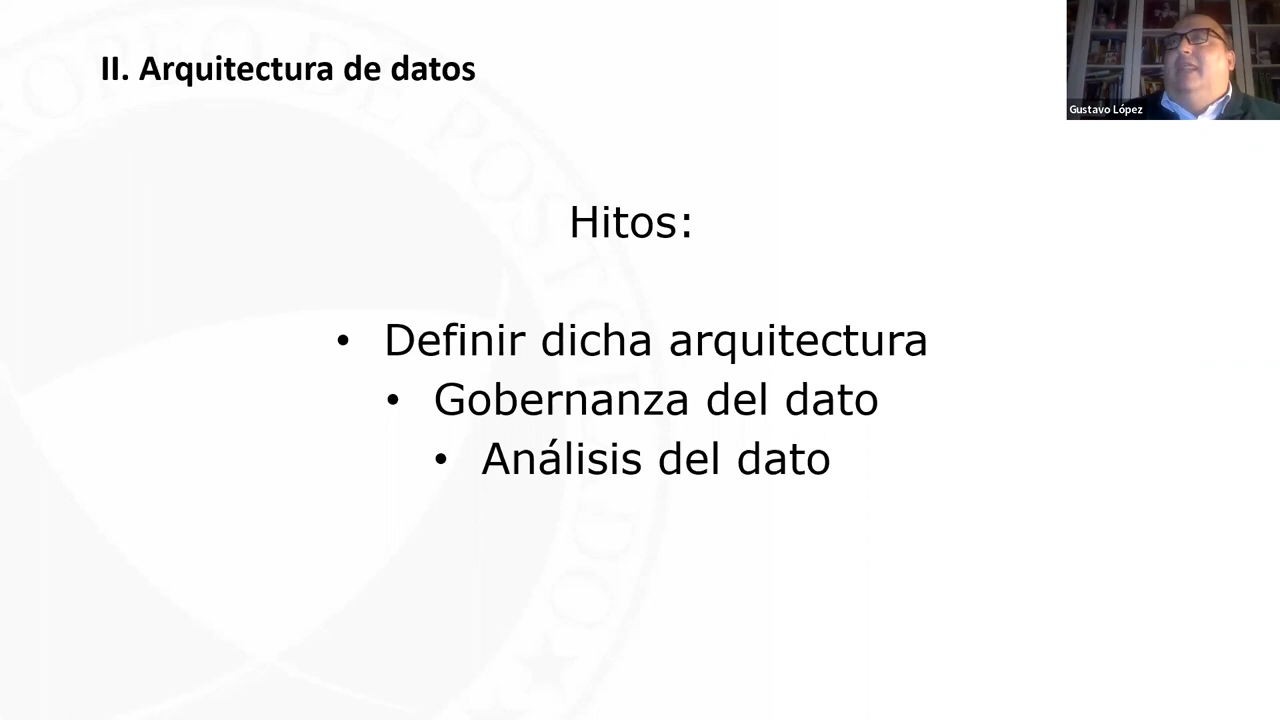 II. Arquitectura de datos
Gustavo López
Hitos:
• Definir dicha arquitectura
• Gobernanza del dato
• Análisis del dato